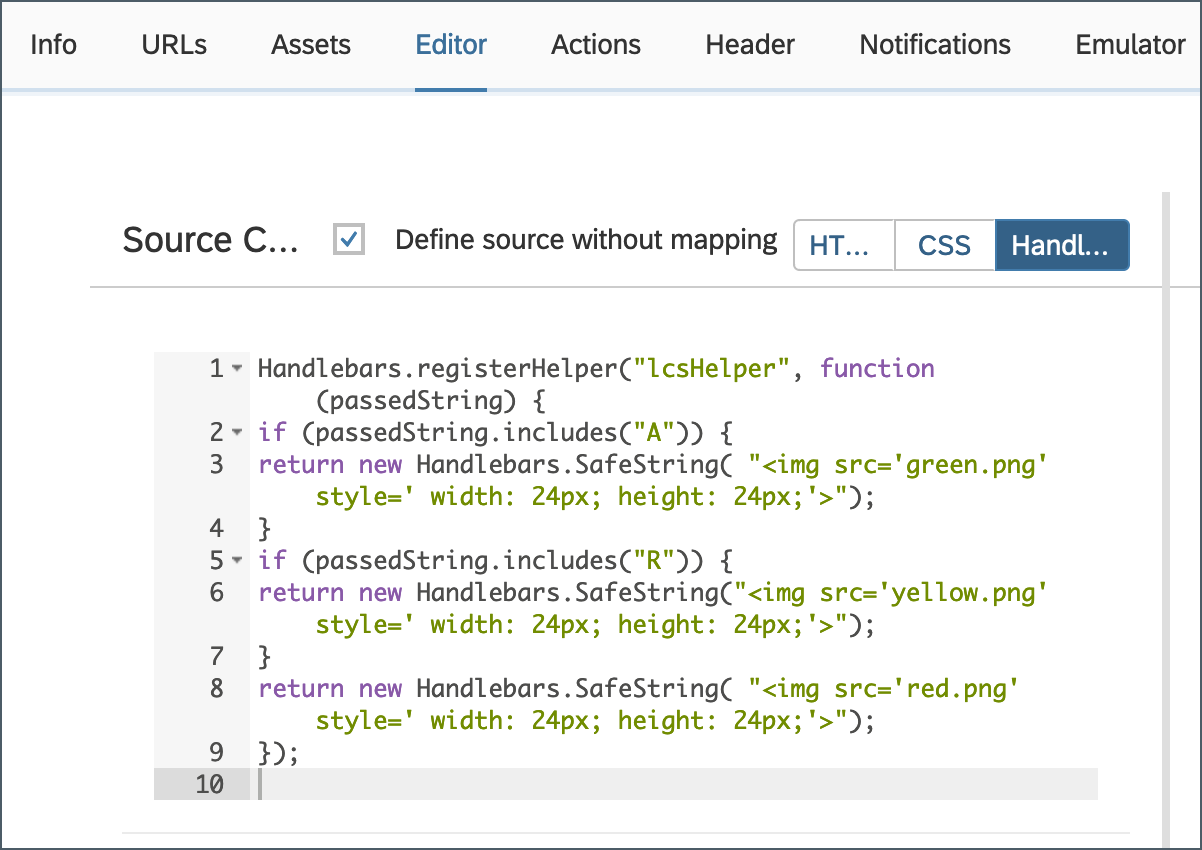 Info URLs Assets Editor Actions Header Notifications Emulator
Source C... Define source without mapping HT... CSS Handl...
1 Handlebars.registerHelper("lcsHelper", function
(passedString) {
2 if (passedString.includes("A")) {
3 return new Handlebars.SafeString( "<img src='green.png'
style=' width: 24px; height: 24px;'>");
4 }
5 if (passedString.includes("R")) {
6 return new Handlebars.SafeString("<img src='yellow.png'
style=' width: 24px; height: 24px;'>");
7 }
8 return new Handlebars.SafeString( "<img src='red.png'
style=' width: 24px; height: 24px;'>");
9 });
10